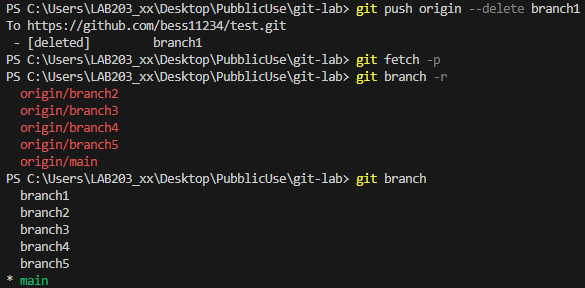 PS C:\Users\LAB203_xx\Desktop\PubblicUse\git-lab> git push origin --delete branch1
To https://github.com/bess11234/test.git
 - [deleted]         branch1
PS C:\Users\LAB203_xx\Desktop\PubblicUse\git-lab> git fetch -p
PS C:\Users\LAB203_xx\Desktop\PubblicUse\git-lab> git branch -r
  origin/branch2
  origin/branch3
  origin/branch4
  origin/branch5
  origin/main
PS C:\Users\LAB203_xx\Desktop\PubblicUse\git-lab> git branch
  branch1
  branch2
  branch3
  branch4
  branch5
* main